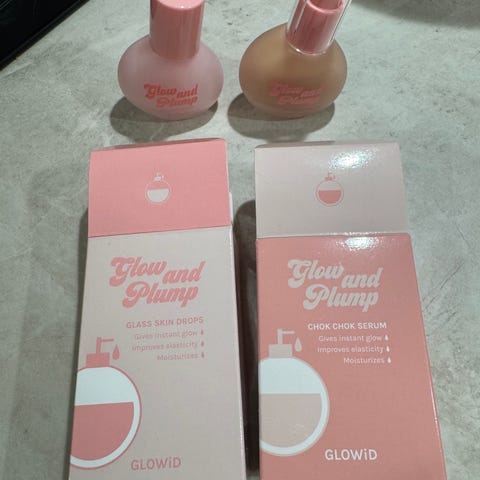 Glow and
Plump
Glow and
Plump
Glow and
Plump
GLASS SKIN DROPS
Gives instant glow
Improves elasticity
Moisturizes
GLOWiD
Glow and
Plump
CHOK CHOK SERUM
Gives instant glow
Improves elasticity
Moisturizes
GLOWiD